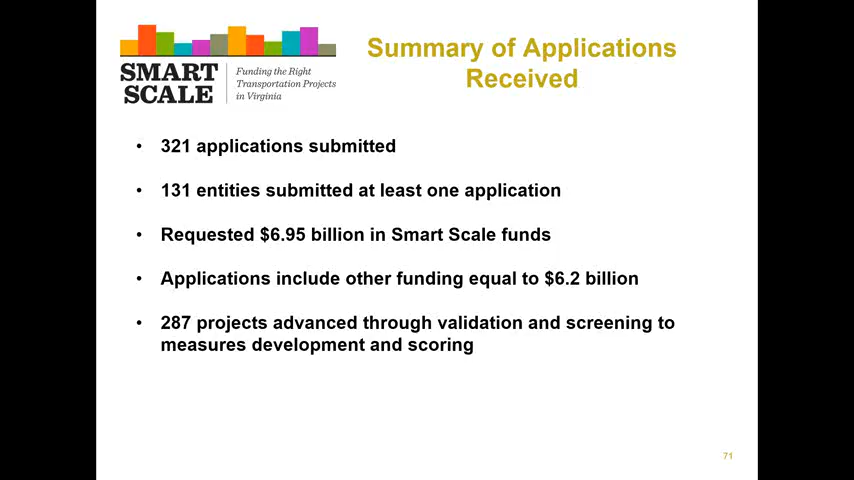 SMART
SCALE
Funding the Right
Transportation Projects
in Virginia
Summary of Applications
Received
• 321 applications submitted
• 131 entities submitted at least one application
• Requested $6.95 billion in Smart Scale funds
• Applications include other funding equal to $6.2 billion
• 287 projects advanced through validation and screening to
measures development and scoring
71